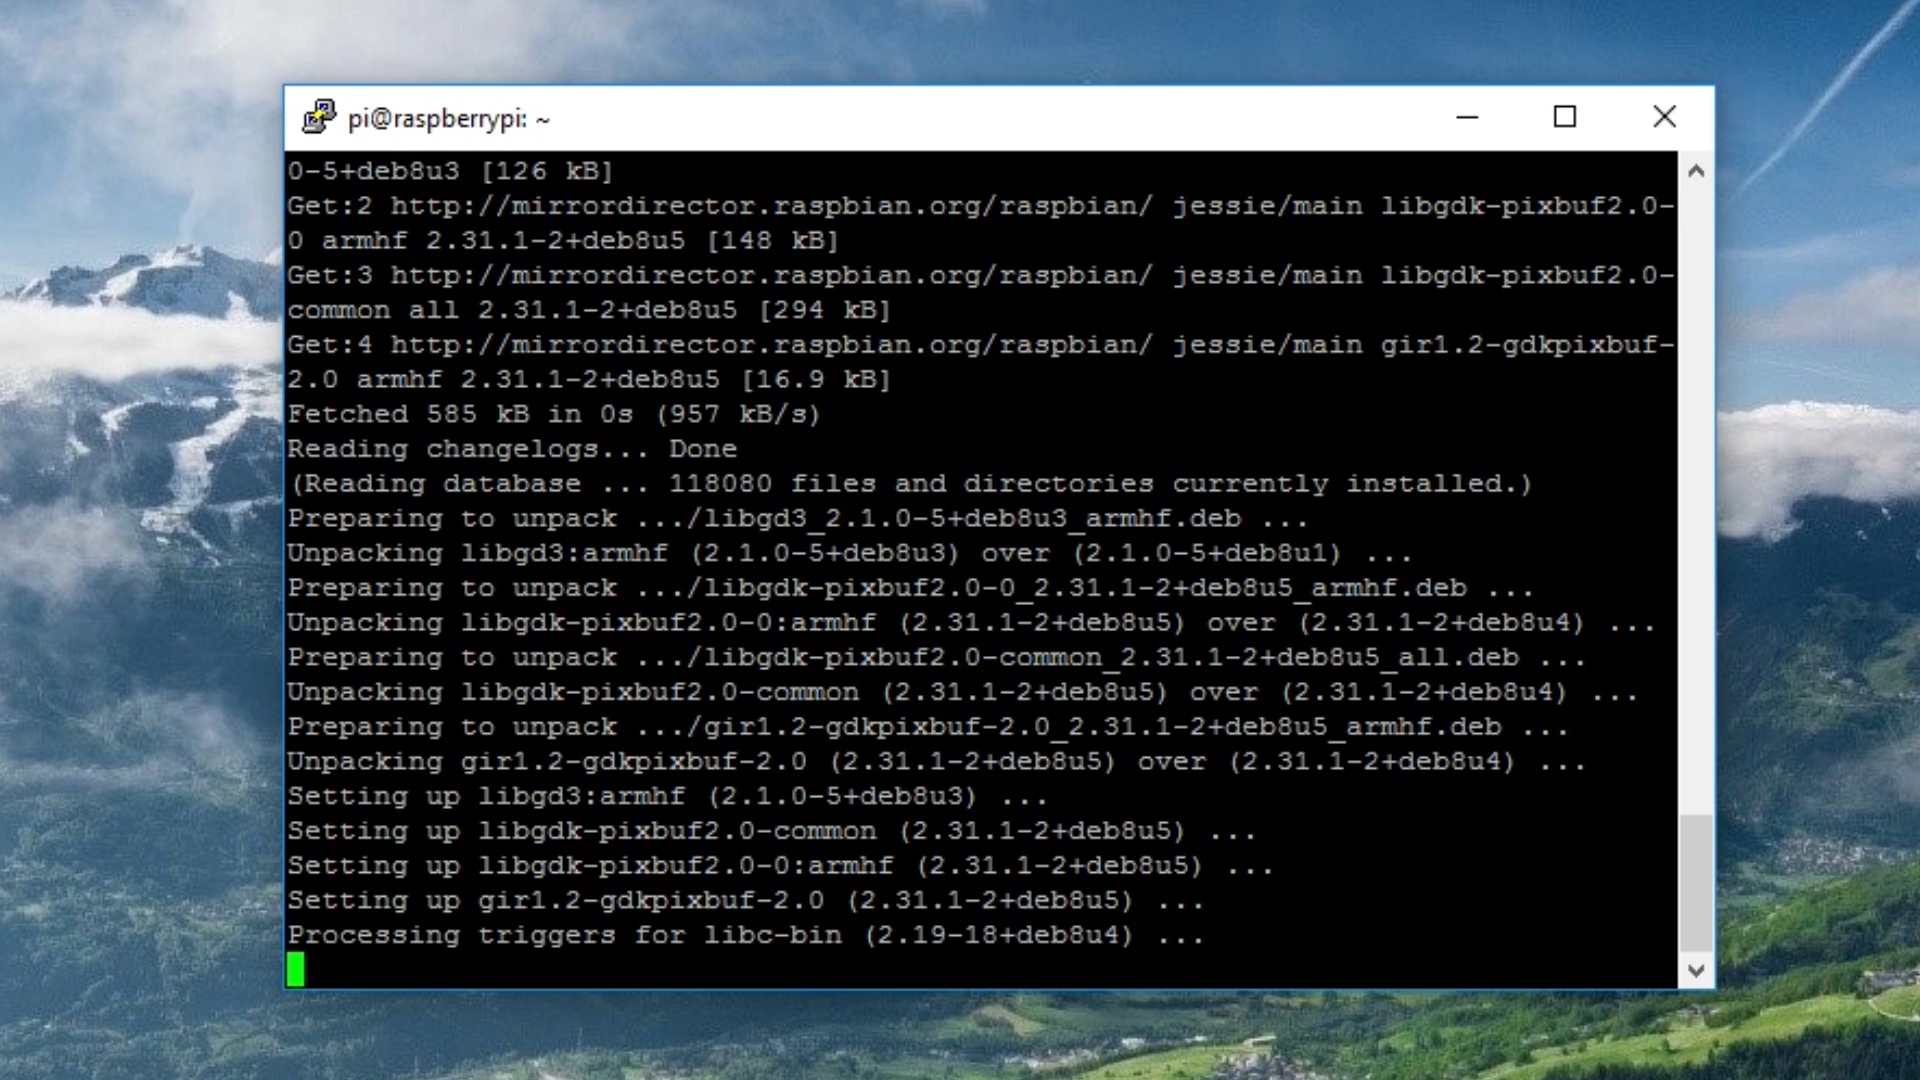 pi@raspberrypi: ~
0-5+deb8u3 [126 kB]
Get:2 http://mirrordirector.raspbian.org/raspbian/ jessie/main libgdk-pixbuf2.0-
0 armhf 2.31.1-2+deb8u5 [148 kB]
Get:3 http://mirrordirector.raspbian.org/raspbian/ jessie/main libgdk-pixbuf2.0-
common all 2.31.1-2+deb8u5 [294 kB]
Get:4 http://mirrordirector.raspbian.org/raspbian/ jessie/main gir1.2-gdkpixbuf-
2.0 armhf 2.31.1-2+deb8u5 [16.9 kB]
Fetched 585 kB in 0s (957 kB/s)
Reading changelogs... Done
(Reading database ... 118080 files and directories currently installed.)
Preparing to unpack .../libgd3_2.1.0-5+deb8u3_armhf.deb ...
Unpacking libgd3:armhf (2.1.0-5+deb8u3) over (2.1.0-5+deb8u1) ...
Preparing to unpack .../libgdk-pixbuf2.0-0_2.31.1-2+deb8u5_armhf.deb ...
Unpacking libgdk-pixbuf2.0-0:armhf (2.31.1-2+deb8u5) over (2.31.1-2+deb8u4) ...
Preparing to unpack .../libgdk-pixbuf2.0-common_2.31.1-2+deb8u5_all.deb ...
Unpacking libgdk-pixbuf2.0-common (2.31.1-2+deb8u5) over (2.31.1-2+deb8u4) ...
Preparing to unpack .../gir1.2-gdkpixbuf-2.0_2.31.1-2+deb8u5_armhf.deb ...
Unpacking gir1.2-gdkpixbuf-2.0 (2.31.1-2+deb8u5) over (2.31.1-2+deb8u4) ...
Setting up libgd3:armhf (2.1.0-5+deb8u3) ...
Setting up libgdk-pixbuf2.0-common (2.31.1-2+deb8u5) ...
Setting up libgdk-pixbuf2.0-0:armhf (2.31.1-2+deb8u5) ...
Setting up gir1.2-gdkpixbuf-2.0 (2.31.1-2+deb8u5) ...
Processing triggers for libc-bin (2.19-18+deb8u4) ...